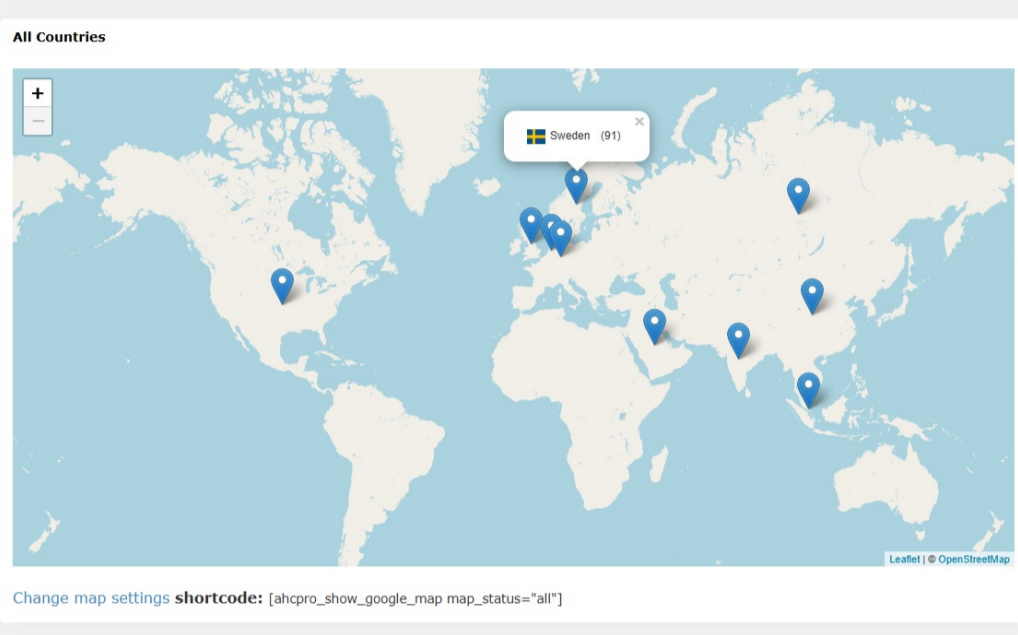 All Countries
+
−
×
Sweden (91)
Leaflet | © OpenStreetMap
Change map settings shortcode: [ahcpro_show_google_map map_status="all"]